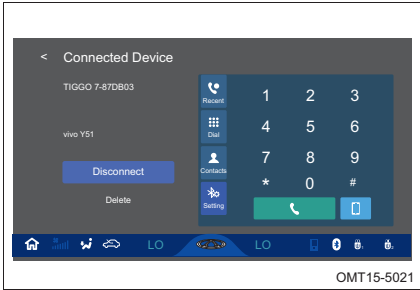 < Connected Device
TIGGO 7-87DB03
vivo Y51
Disconnect
Delete
Recent
Dial
Contacts
Setting
1 2 3
4 5 6
7 8 9
* 0 #
LO LO
OMT15-5021